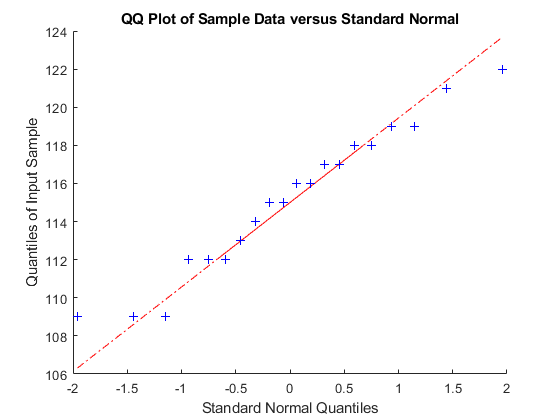 QQ Plot of Sample Data versus Standard Normal
124
122
120
118
116
114
112
110
108
106
Quantiles of Input Sample
-2 -1.5 -1 -0.5 0 0.5 1 1.5 2
Standard Normal Quantiles